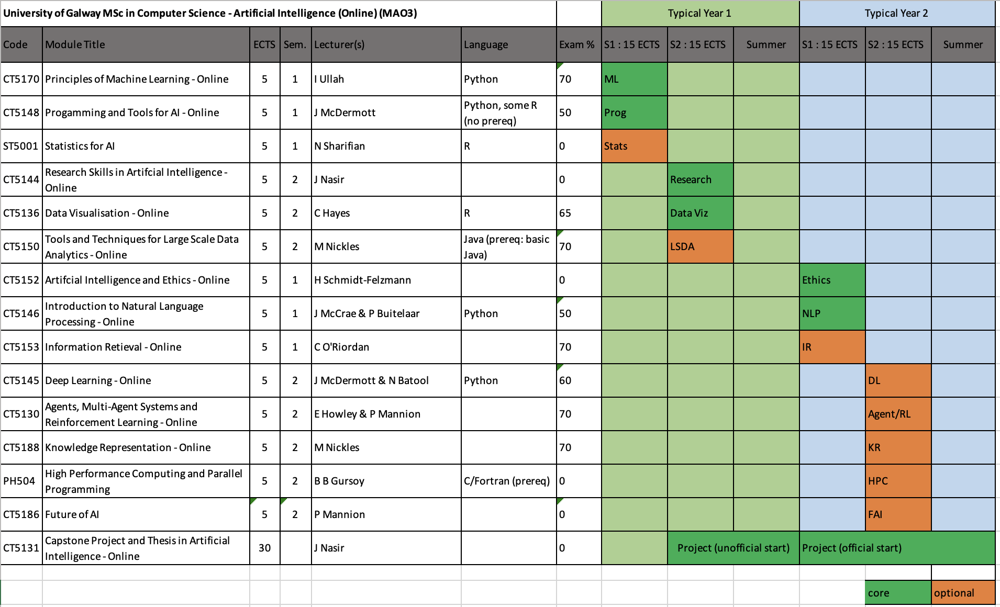 University of Galway MSc in Computer Science - Artificial Intelligence (Online) (MAO3) Typical Year 1 Typical Year 2
Code Module Title ECTS Sem. Lecturer(s) Language Exam % S1 : 15 ECTS S2 : 15 ECTS Summer S1 : 15 ECTS S2 : 15 ECTS Summer
CT5170 Principles of Machine Learning - Online 5 1 I Ullah Python 70 ML
CT5148 Progamming and Tools for AI - Online 5 1 J McDermott Python, some R
(no prereq) 50 Prog
ST5001 Statistics for AI 5 1 N Sharifian R 0 Stats
CT5144 Research Skills in Artifcial Intelligence -
Online 5 2 J Nasir 0 Research
CT5136 Data Visualisation - Online 5 2 C Hayes R 65 Data Viz
CT5150 Tools and Techniques for Large Scale Data
Analytics - Online 5 2 M Nickles Java (prereq: basic
Java) 70 LSDA
CT5152 Artifcial Intelligence and Ethics - Online 5 1 H Schmidt-Felzmann 0 Ethics
CT5146 Introduction to Natural Language
Processing - Online 5 1 J McCrae & P Buitelaar Python 50 NLP
CT5153 Information Retieval - Online 5 1 C O'Riordan 70 IR
CT5145 Deep Learning - Online 5 2 J McDermott & N Batool Python 60 DL
CT5130 Agents, Multi-Agent Systems and
Reinforcement Learning - Online 5 2 E Howley & P Mannion 70 Agent/RL
CT5188 Knowledge Representation - Online 5 2 M Nickles 70 KR
PH504 High Performance Computing and Parallel
Programming 5 2 B B Gursoy C/Fortran (prereq) 0 HPC
CT5186 Future of AI 5 2 P Mannion 0 FAI
CT5131 Capstone Project and Thesis in Artificial
Intelligence - Online 30 J Nasir 0 Project (unofficial start) Project (official start)
core optional